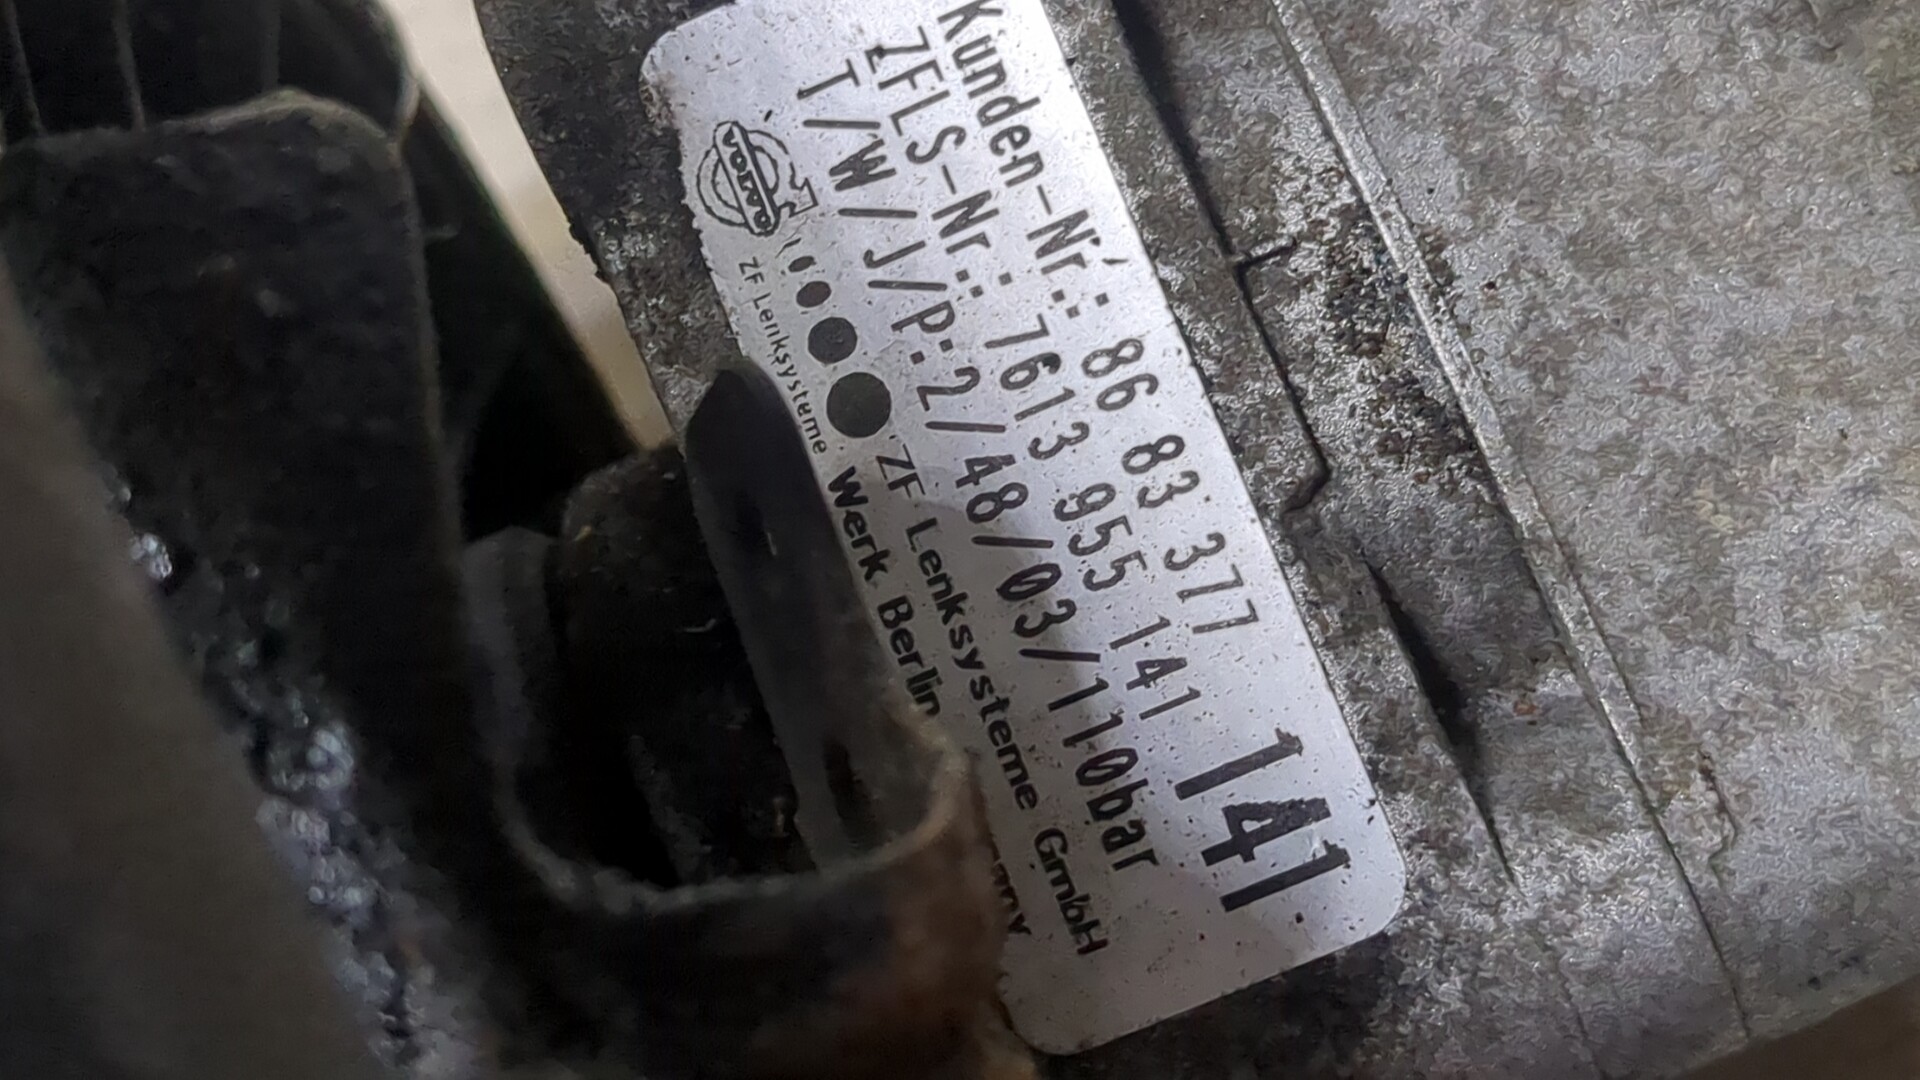 Kunden-Nr.: 86 83 377
ZFLS-Nr.: 7613 955 141
141
T/W/J/P:2/48/03/110bar
VOLVO
ZF Lenksysteme GmbH
ZF Lenksysteme
Werk Berlin